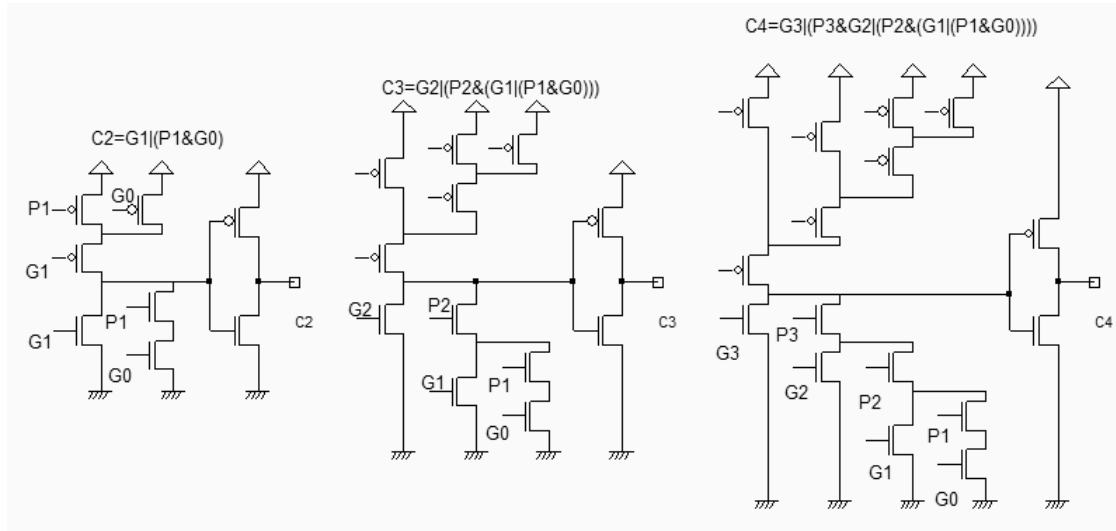 C4=G3|(P3&G2|(P2&(G1|(P1&G0))))
C3=G2|(P2&(G1|(P1&G0)))
C2=G1|(P1&G0)
P1
G0
G1
G1
P1
G0
C2
G2
P2
G1
P1
G0
C3
G3
P3
G2
P2
G1
P1
G0
C4